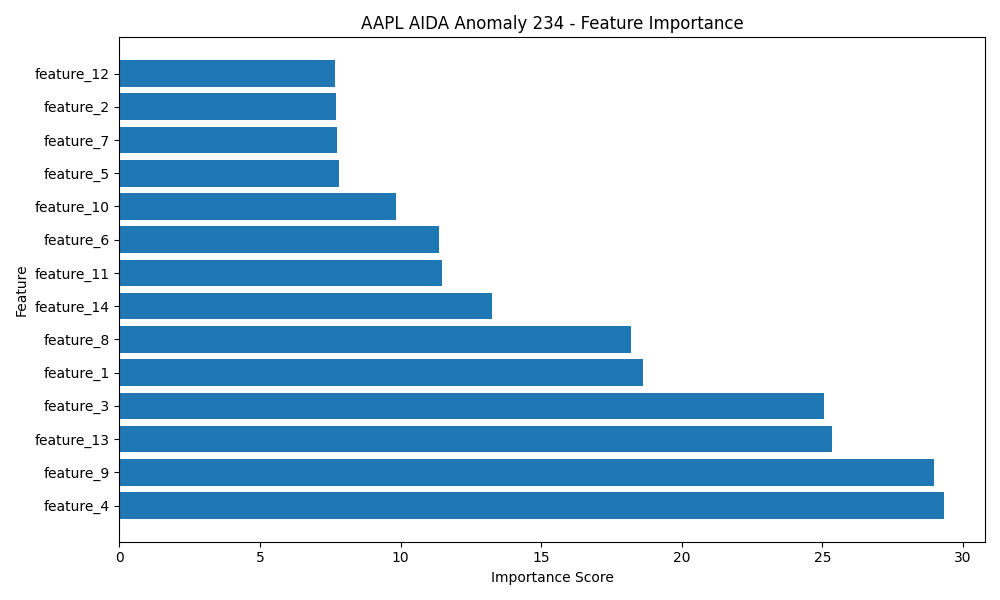 AAPL AIDA Anomaly 234 - Feature Importance
feature_12
feature_2
feature_7
feature_5
feature_10
feature_6
feature_11
feature_14
feature_8
feature_1
feature_3
feature_13
feature_9
feature_4
Feature
0 5 10 15 20 25 30
Importance Score